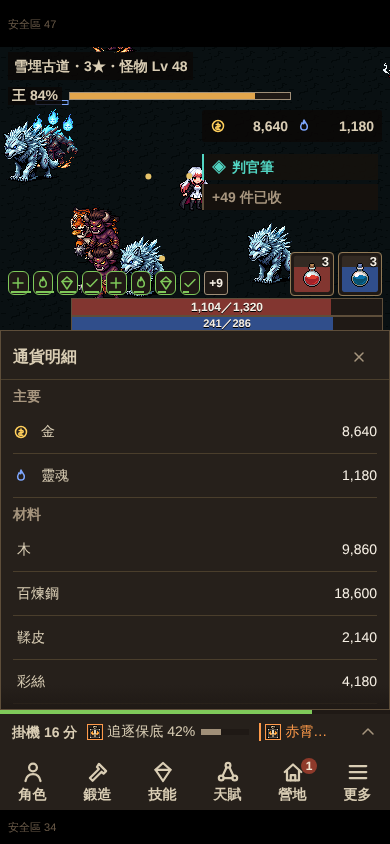 安全區 47
雪埋古道・3★・怪物 Lv 48
王 84%
8,640 1,180
判官筆
+49 件已收
3 3
+9
1,104／1,320
241／286
通貨明細
主要
金 8,640
靈魂 1,180
材料
木 9,860
百煉鋼 18,600
鞣皮 2,140
彩絲 4,180
掛機 16 分 追逐保底 42% 赤霄…
1
角色 鍛造 技能 天賦 營地 更多
安全區 34